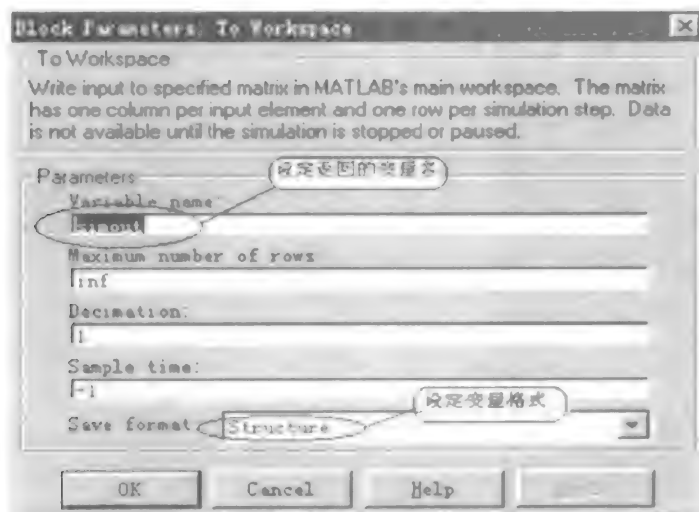 Block Parameters: To Workspace
To Workspace
Write input to specified matrix in MATLAB's main workspace. The matrix
has one column per input element and one row per simulation step. Data
is not available until the simulation is stopped or paused.
Parameters
设定返回的变量名
Variable name
simout
Maximum number of rows
inf
Decimation:
1
Sample time:
-1
设定变量格式
Save format
Structure
OK
Cancel
Help